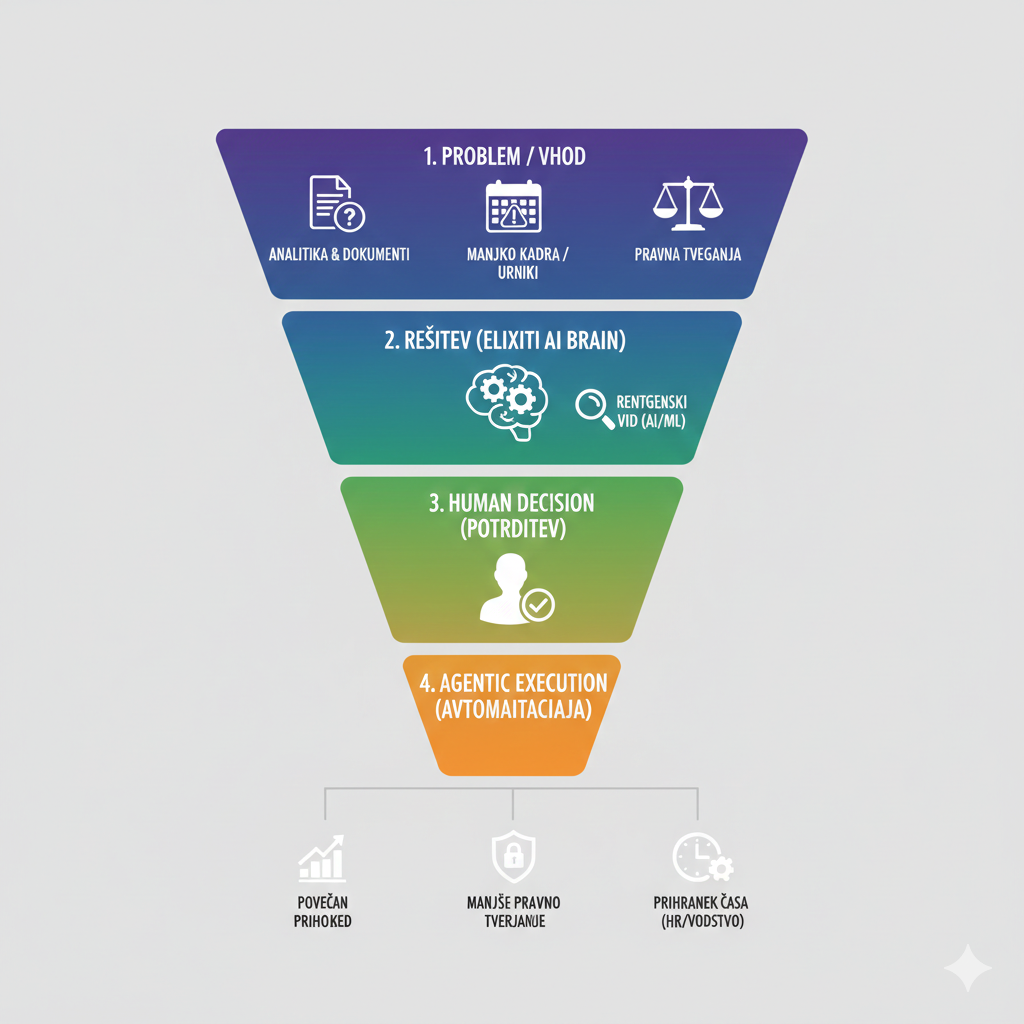 1. PROBLEM / VHOD
ANALITIKA & DOKUMENTI
MANJKO KADRA /
URNIKI
PRAVNA TVEGANJA
2. REŠITEV (ELIXITI AI BRAIN)
RENTGENSKI
VID (AI/ML)
3. HUMAN DECISION
(POTRDITEV)
4. AGENTIC EXECUTION
(AVTOMAITACIAJA)
POVEČAN
PRIHOKED
MANJŠE PRAVNO
TVERJANJE
PRIHRANEK ČASA
(HR/VODSTVO)